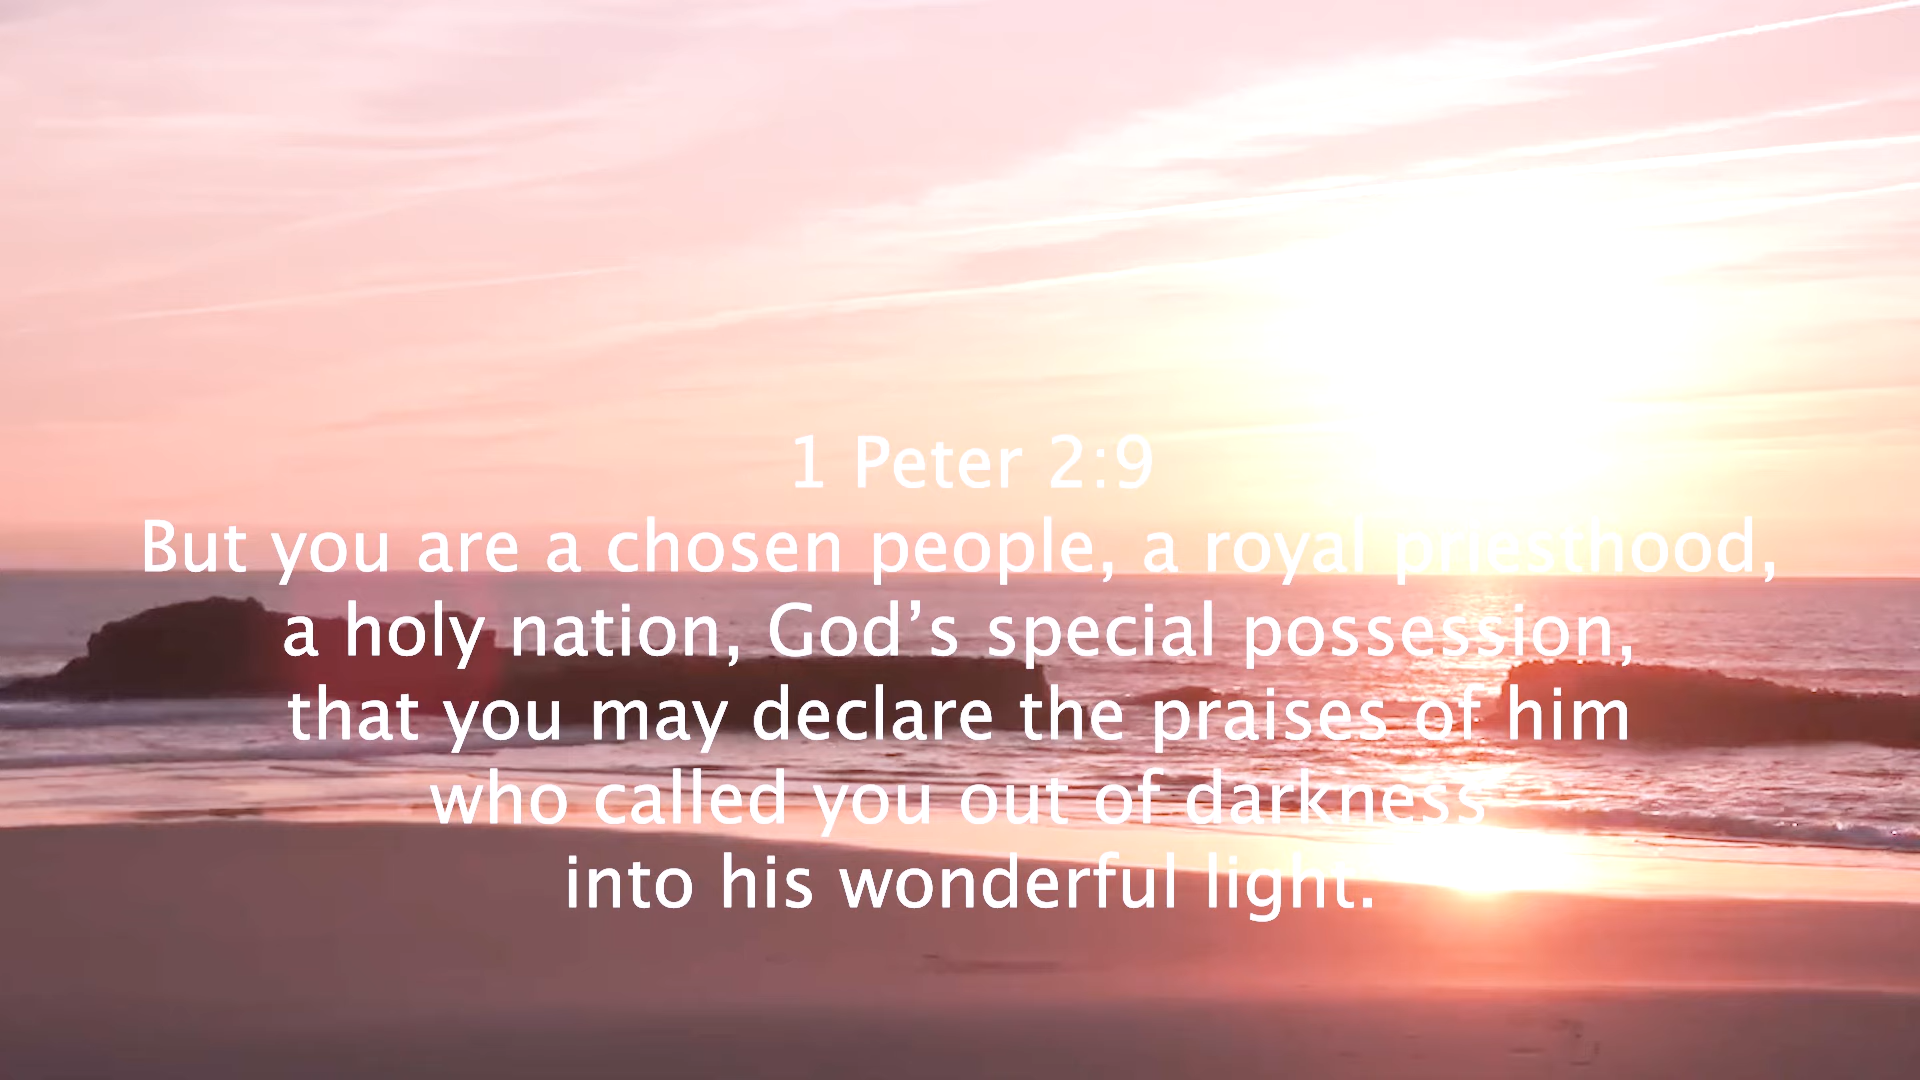 1 Peter 2:9
But you are a chosen people, a royal priesthood,
a holy nation, God’s special possession,
that you may declare the praises of him
who called you out of darkness
into his wonderful light.